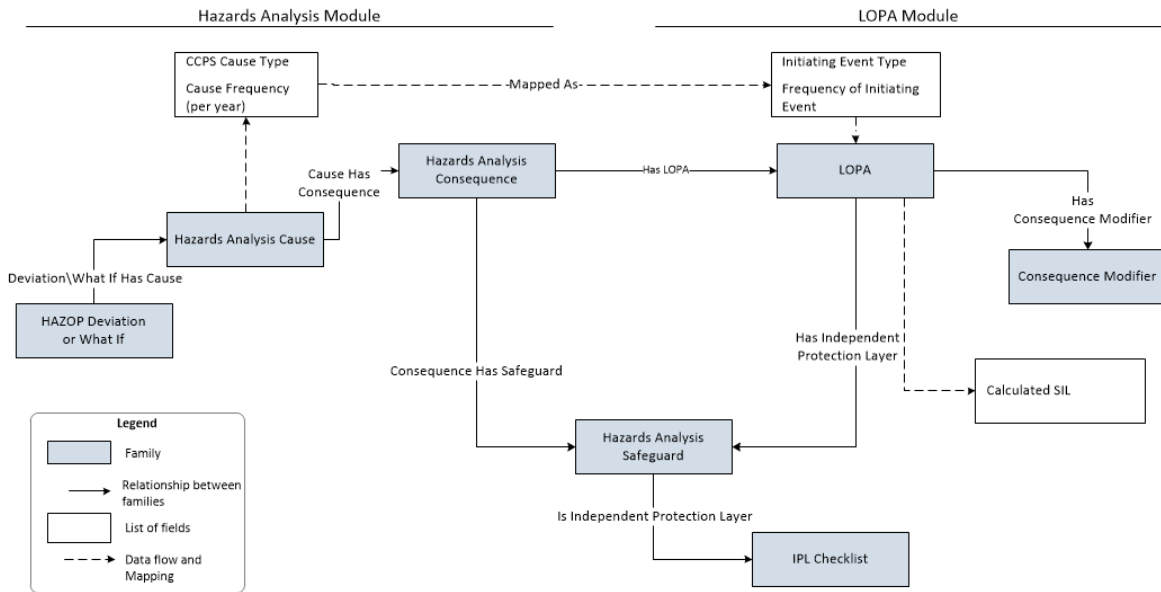 Hazards Analysis Module
LOPA Module
CCPS Cause Type
Cause Frequency
(per year)
Mapped As
Initiating Event Type
Frequency of Initiating
Event
Cause Has
Consequence
Hazards Analysis
Consequence
Has LOPA
LOPA
Has
Consequence Modifier
Hazards Analysis Cause
Deviation\What If Has Cause
Consequence Modifier
HAZOP Deviation
or What If
Has Independent
Protection Layer
Consequence Has Safeguard
Calculated SIL
Legend
Family
Relationship between
families
List of fields
Data flow and
Mapping
Hazards Analysis
Safeguard
Is Independent Protection Layer
IPL Checklist